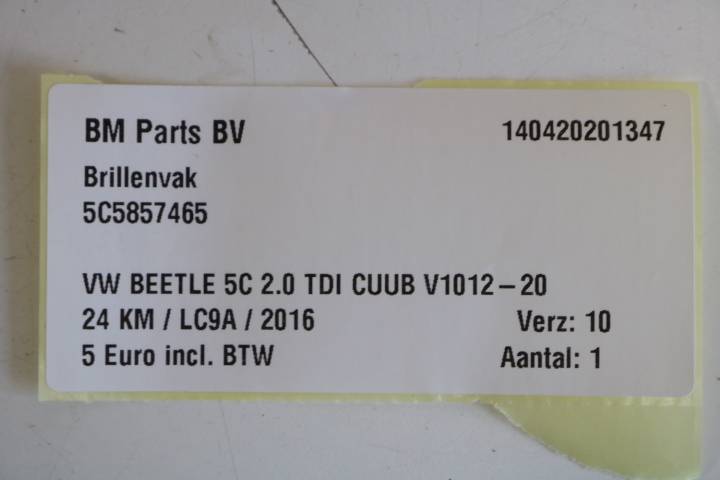 BM Parts BV 140420201347
Brillenvak
5C5857465
VW BEETLE 5C 2.0 TDI CUUB V1012-20
24 KM / LC9A / 2016 Verz: 10
5 Euro incl. BTW Aantal: 1